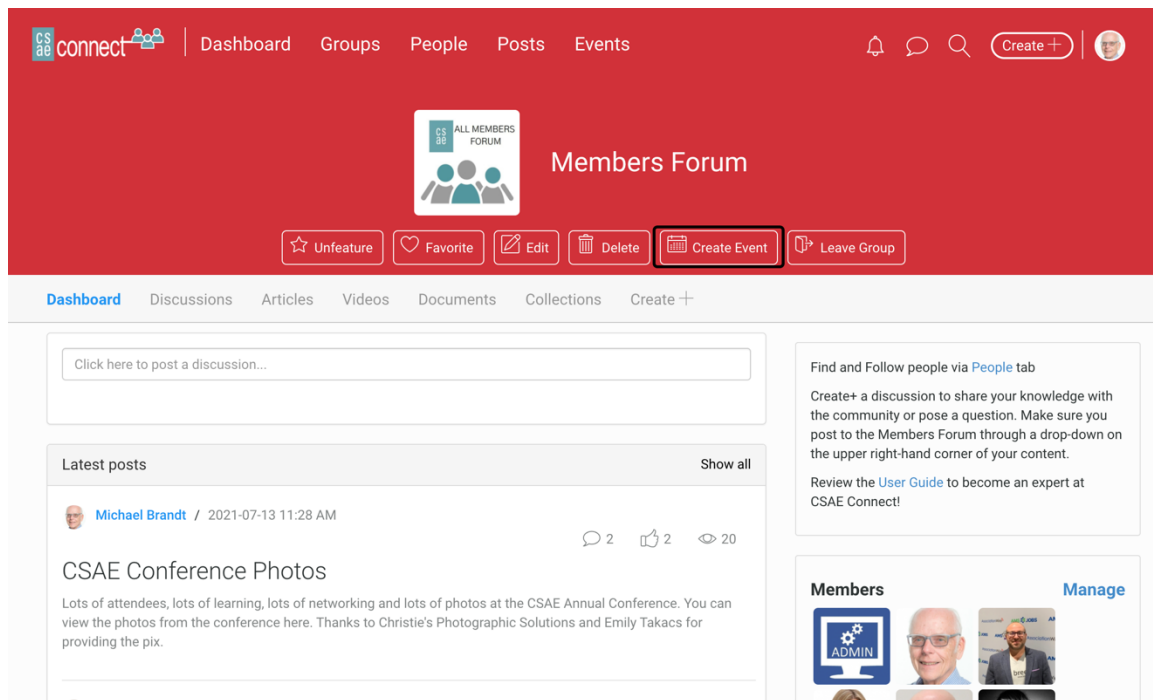 cs
ae connect
Dashboard Groups People Posts Events
Create +
cs
ae
ALL MEMBERS
FORUM
Members Forum
Unfeature Favorite Edit Delete Create Event Leave Group
Dashboard Discussions Articles Videos Documents Collections Create +
Click here to post a discussion...
Find and Follow people via People tab
Create+ a discussion to share your knowledge with
the community or pose a question. Make sure you
post to the Members Forum through a drop-down on
the upper right-hand corner of your content.
Review the User Guide to become an expert at
CSAE Connect!
Latest posts Show all
Michael Brandt / 2021-07-13 11:28 AM
2 2 20
CSAE Conference Photos
Lots of attendees, lots of learning, lots of networking and lots of photos at the CSAE Annual Conference. You can
view the photos from the conference here. Thanks to Christie's Photographic Solutions and Emily Takacs for
providing the pix.
Members Manage
ADMIN